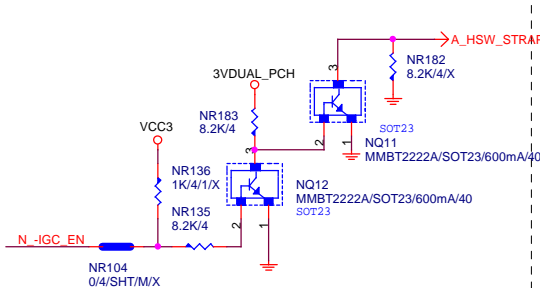 A_HSW_STRAP
NR182
8.2K/4/X
3
3VDUAL_PCH
NR183
8.2K/4
SOT23
2
1
NQ11
MMBT2222A/SOT23/600mA/40
VCC3
3
NR136
1K/4/1/X
NQ12
MMBT2222A/SOT23/600mA/40
SOT23
NR135
8.2K/4
2
1
N_-IGC_EN
NR104
0/4/SHT/M/X